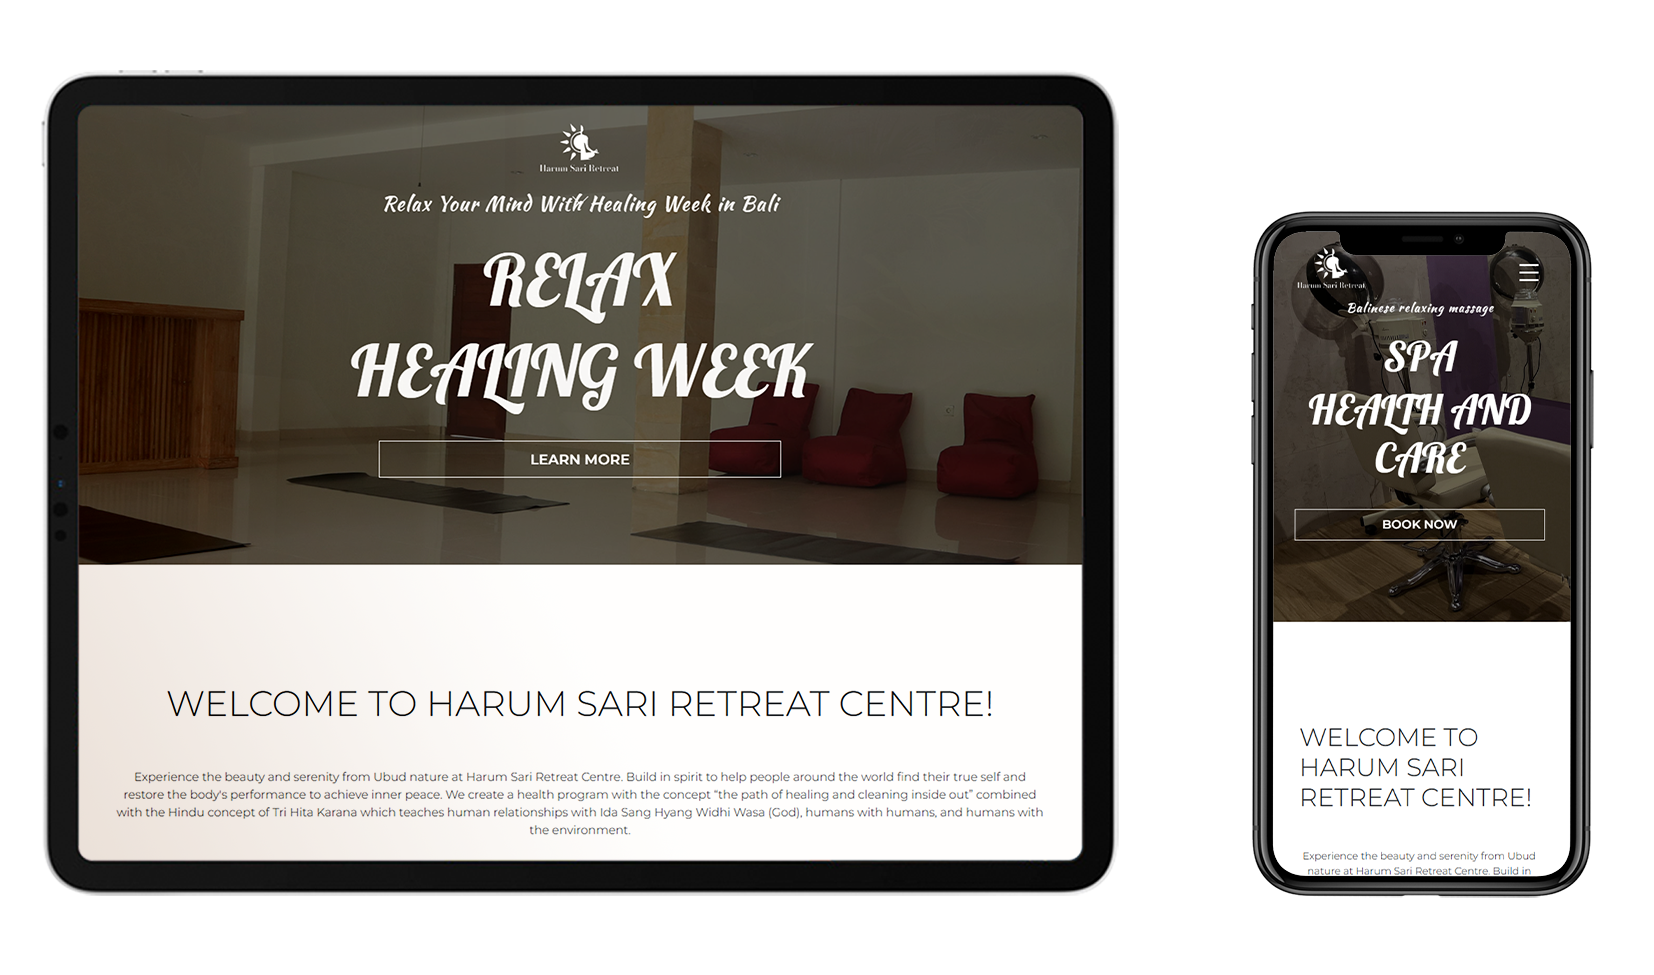 Harum Sari Retreat
Relax Your Mind With Healing Week in Bali
RELAX
HEALING WEEK
LEARN MORE
WELCOME TO HARUM SARI RETREAT CENTRE!
Experience the beauty and serenity from Ubud nature at Harum Sari Retreat Centre. Build in spirit to help people around the world find their true self and
restore the body's performance to achieve inner peace. We create a health program with the concept “the path of healing and cleaning inside out” combined
with the Hindu concept of Tri Hita Karana which teaches human relationships with Ida Sang Hyang Widhi Wasa (God), humans with humans, and humans with
the environment.
Harum Sari Retreat
Balinese relaxing massage
SPA
HEALTH AND
CARE
BOOK NOW
WELCOME TO
HARUM SARI
RETREAT CENTRE!
Experience the beauty and serenity from Ubud
nature at Harum Sari Retreat Centre. Build in